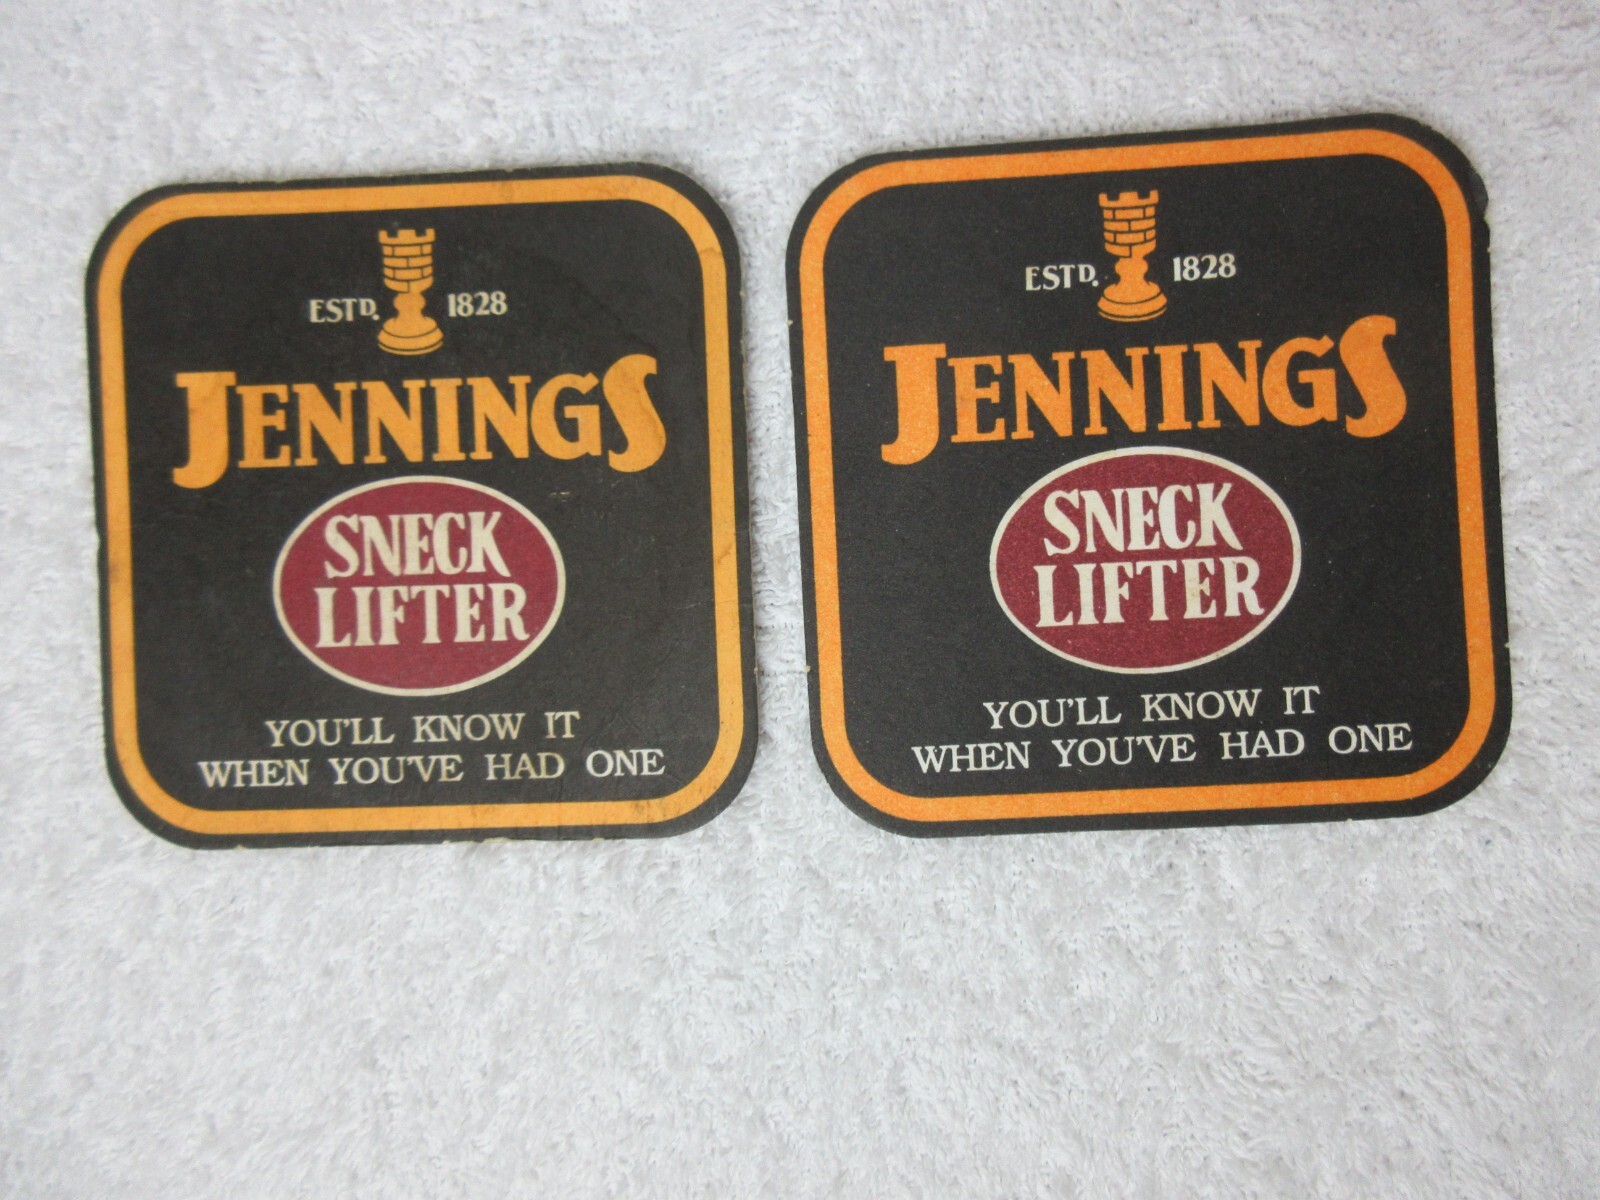 ESTD. 1828
JENNINGS
SNECK
LIFTER
YOU'LL KNOW IT
WHEN YOU'VE HAD ONE
ESTD. 1828
JENNINGS
SNECK
LIFTER
YOU'LL KNOW IT
WHEN YOU'VE HAD ONE